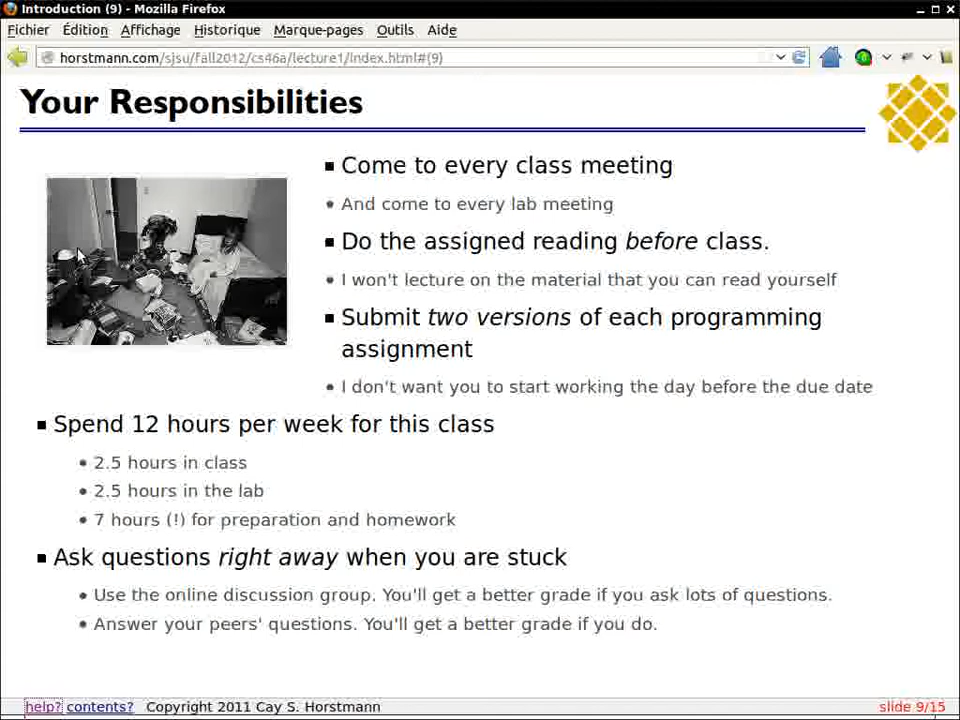 Introduction (9) - Mozilla Firefox
Fichier Édition Affichage Historique Marque-pages Outils Aide
horstmann.com/sjsu/fall2012/cs46a/lecture1/index.html#(9)
Your Responsibilities
Come to every class meeting
And come to every lab meeting
Do the assigned reading before class.
I won't lecture on the material that you can read yourself
Submit two versions of each programming
assignment
I don't want you to start working the day before the due date
Spend 12 hours per week for this class
2.5 hours in class
2.5 hours in the lab
7 hours (!) for preparation and homework
Ask questions right away when you are stuck
Use the online discussion group. You'll get a better grade if you ask lots of questions.
Answer your peers' questions. You'll get a better grade if you do.
help? contents? Copyright 2011 Cay S. Horstmann slide 9/15